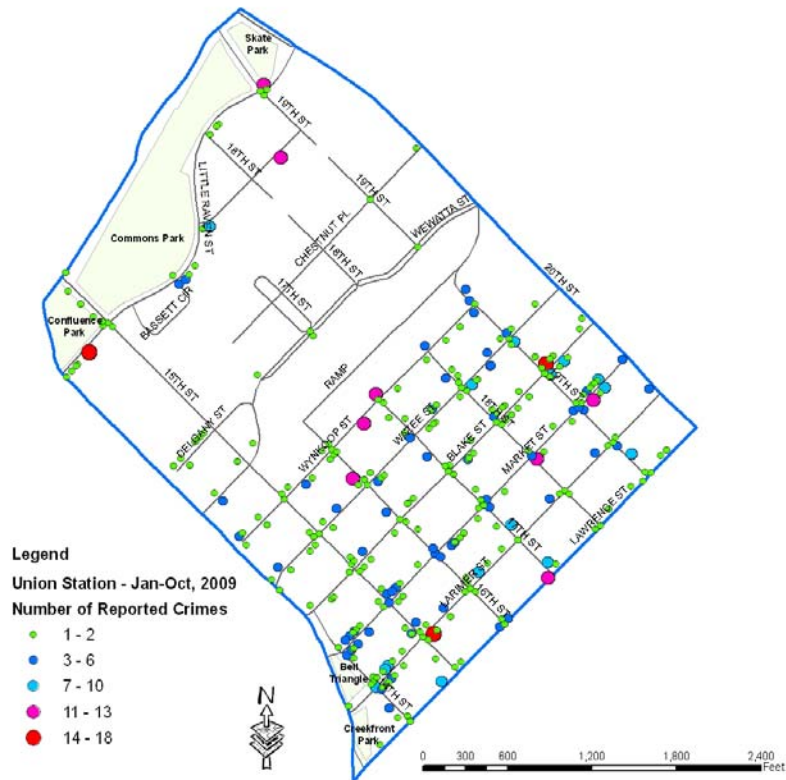 Skate
Park
19TH ST
18TH ST
LITTLE RAVEN ST
Commons Park
19TH ST
CHESTNUT PL
WEWATTA ST
18TH ST
17TH ST
BASSETT CIR
Confluence
Park
15TH ST
RAMP
20TH ST
DELGANY ST
WYNKOOP ST
WAZEE ST
18TH ST
BLAKE ST
MARKET ST
LAWRENCE ST
LARIMER ST
16TH ST
Bell
Triangle
Creekfront
Park
Legend
Union Station - Jan-Oct, 2009
Number of Reported Crimes
1 - 2
3 - 6
7 - 10
11 - 13
14 - 18
N
0 300 600 1,200 1,800 2,400
Feet